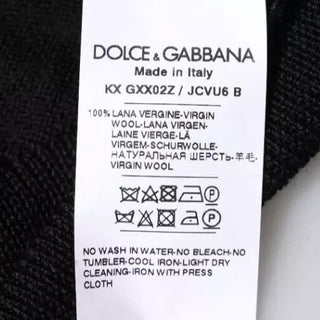 DOLCE & GABBANA
Made in Italy
KX GXX02Z / JCVU6 B
100% LANA VERGINE-VIRGIN
WOOL-LANA VIRGEN-
LAINE VIERGE-LÃ
VIRGEM-SCHURWOLLE-
НАТУРАЛЬНАЯ ШЕРСТЬ-羊毛-
VIRGIN WOOL
P
P
NO WASH IN WATER-NO BLEACH-NO
TUMBLER-COOL IRON-LIGHT DRY
CLEANING-IRON WITH PRESS
CLOTH